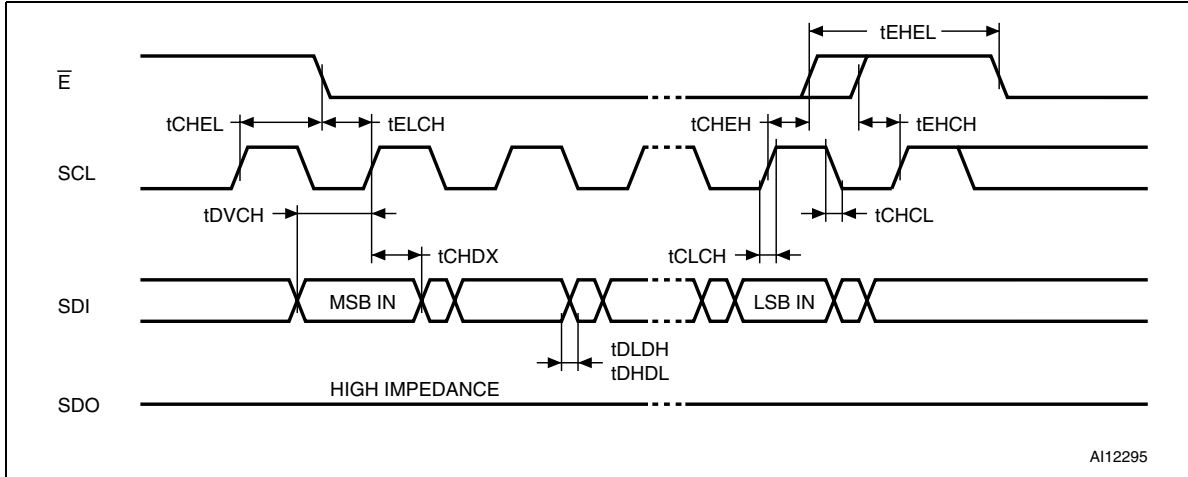 tEHEL
E̅
tCHEL tELCH tCHEH tEHCH
SCL
tDVCH tCHCL
tCHDX tCLCH
SDI MSB IN LSB IN
tDLDH
tDHDL
HIGH IMPEDANCE
SDO
AI12295